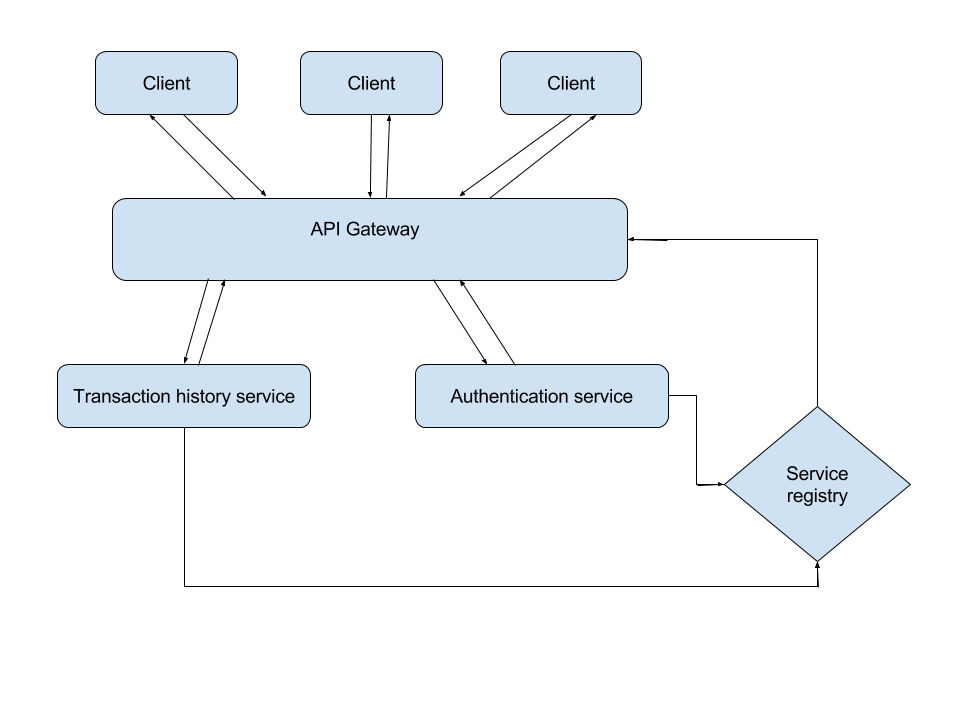 Client
Client
Client
API Gateway
Transaction history service
Authentication service
Service
registry